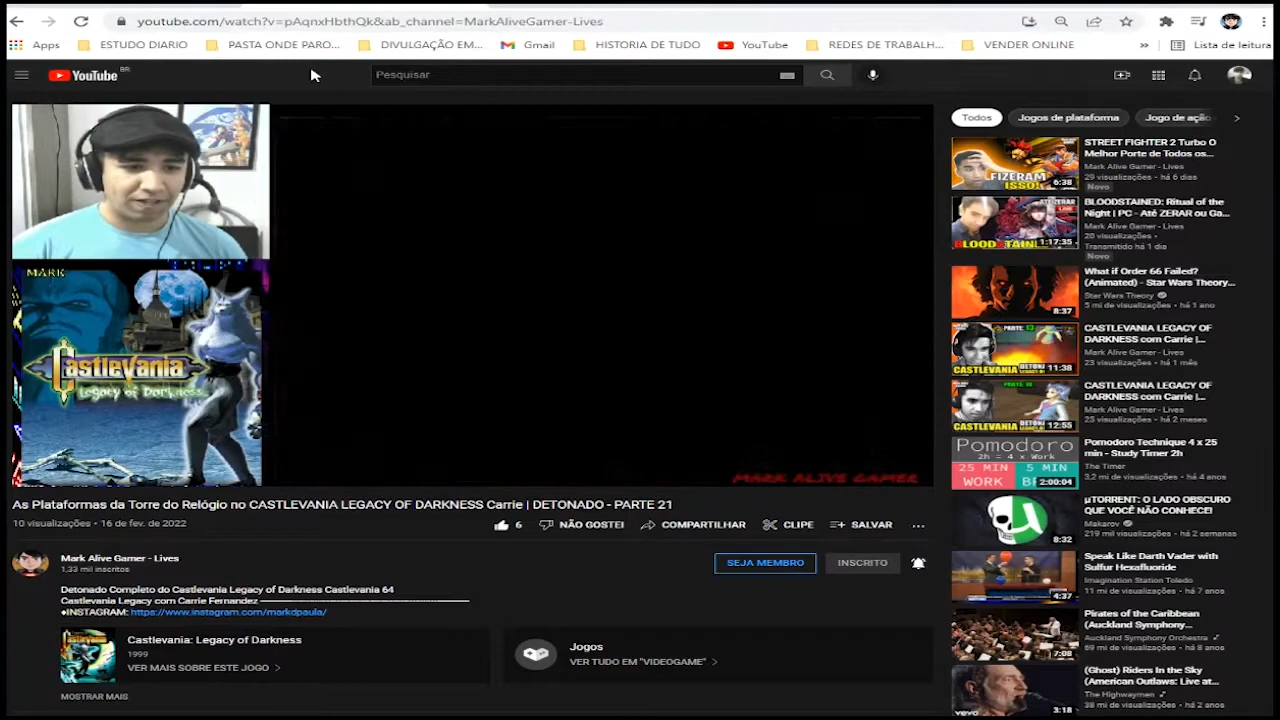 youtube.com/watch?v=pAqnxHbthQk&ab_channel=MarkAliveGamer-Lives
Apps ESTUDO DIARIO PASTA ONDE PARO... DIVULGAÇÃO EM... Gmail HISTORIA DE TUDO YouTube REDES DE TRABALH... VENDER ONLINE » Lista de leitura
YouTube BR
Pesquisar
Todos Jogos de plataforma Jogo de ação
MARK
Castlevania
Legacy of Darkness
MARK ALIVE GAMER
As Plataformas da Torre do Relógio no CASTLEVANIA LEGACY OF DARKNESS Carrie | DETONADO - PARTE 21
10 visualizações • 16 de fev. de 2022
6 NÃO GOSTEI COMPARTILHAR CLIPE SALVAR ...
Mark Alive Gamer - Lives
1,33 mil inscritos
SEJA MEMBRO INSCRITO
Detonado Completo do Castlevania Legacy of Darkness Castlevania 64
Castlevania Legacy com Carrie Fernandez
♦INSTAGRAM: https://www.instagram.com/markdpaula/
Castlevania: Legacy of Darkness
1999
VER MAIS SOBRE ESTE JOGO
Jogos
VER TUDO EM "VIDEOGAME"
MOSTRAR MAIS
FIZERAM
ISSO!
6:38
STREET FIGHTER 2 Turbo O
Melhor Porte de Todos os...
Mark Alive Gamer - Lives
29 visualizações • há 6 dias
Novo
ATÉ ZERAR
LIVE
BLOODSTAINED
1:17:35
BLOODSTAINED: Ritual of the
Night | PC - Até ZERAR ou Ga...
Mark Alive Gamer - Lives
20 visualizações •
Transmitido há 1 dia
Novo
8:37
What if Order 66 Failed?
(Animated) - Star Wars Theory...
Star Wars Theory
5 mi de visualizações • há 1 ano
PARTE 13
CASTLEVANIA
11:38
CASTLEVANIA LEGACY OF
DARKNESS com Carrie |...
Mark Alive Gamer - Lives
23 visualizações • há 1 mês
CASTLEVANIA
12:55
CASTLEVANIA LEGACY OF
DARKNESS com Carrie |...
Mark Alive Gamer - Lives
25 visualizações • há 2 meses
Pomodoro
2h = 4 x Work
25 MIN
WORK
5 MIN
2:00:04
Pomodoro Technique 4 x 25
min - Study Timer 2h
The Timer
3,2 mi de visualizações • há 4 anos
8:32
µTORRENT: O LADO OBSCURO
QUE VOCÊ NÃO CONHECE!
Makarov
219 mil visualizações • há 2 semanas
4:37
Speak Like Darth Vader with
Sulfur Hexafluoride
Imagination Station Toledo
11 mi de visualizações • há 7 anos
7:08
Pirates of the Caribbean
(Auckland Symphony...
Auckland Symphony Orchestra
69 mi de visualizações • há 8 anos
vevo
3:18
(Ghost) Riders In the Sky
(American Outlaws: Live at...
The Highwaymen
38 mi de visualizações • há 2 anos